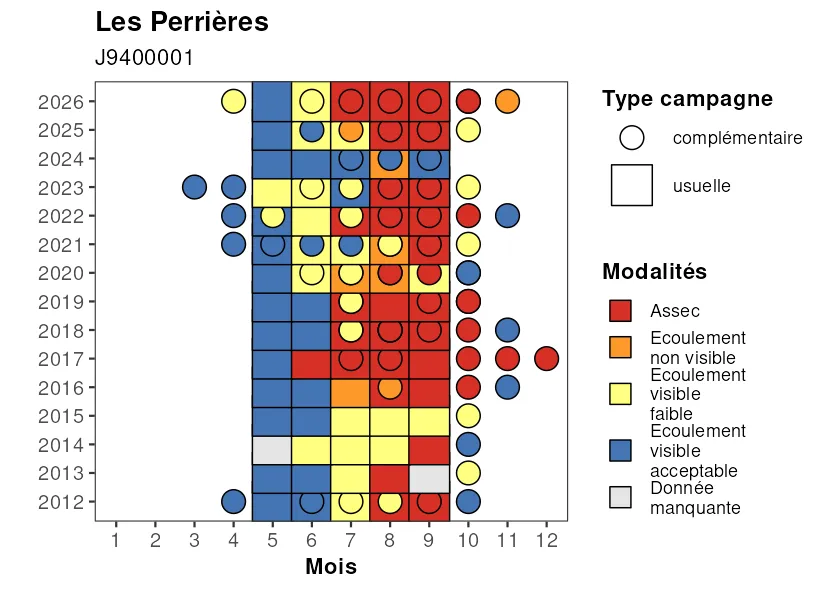 Les Perrières
J9400001
2026
2025
2024
2023
2022
2021
2020
2019
2018
2017
2016
2015
2014
2013
2012
1 2 3 4 5 6 7 8 9 10 11 12
Mois
Type campagne
complémentaire
usuelle
Modalités
Assec
Ecoulement
non visible
Ecoulement
visible
faible
Ecoulement
visible
acceptable
Donnée
manquante